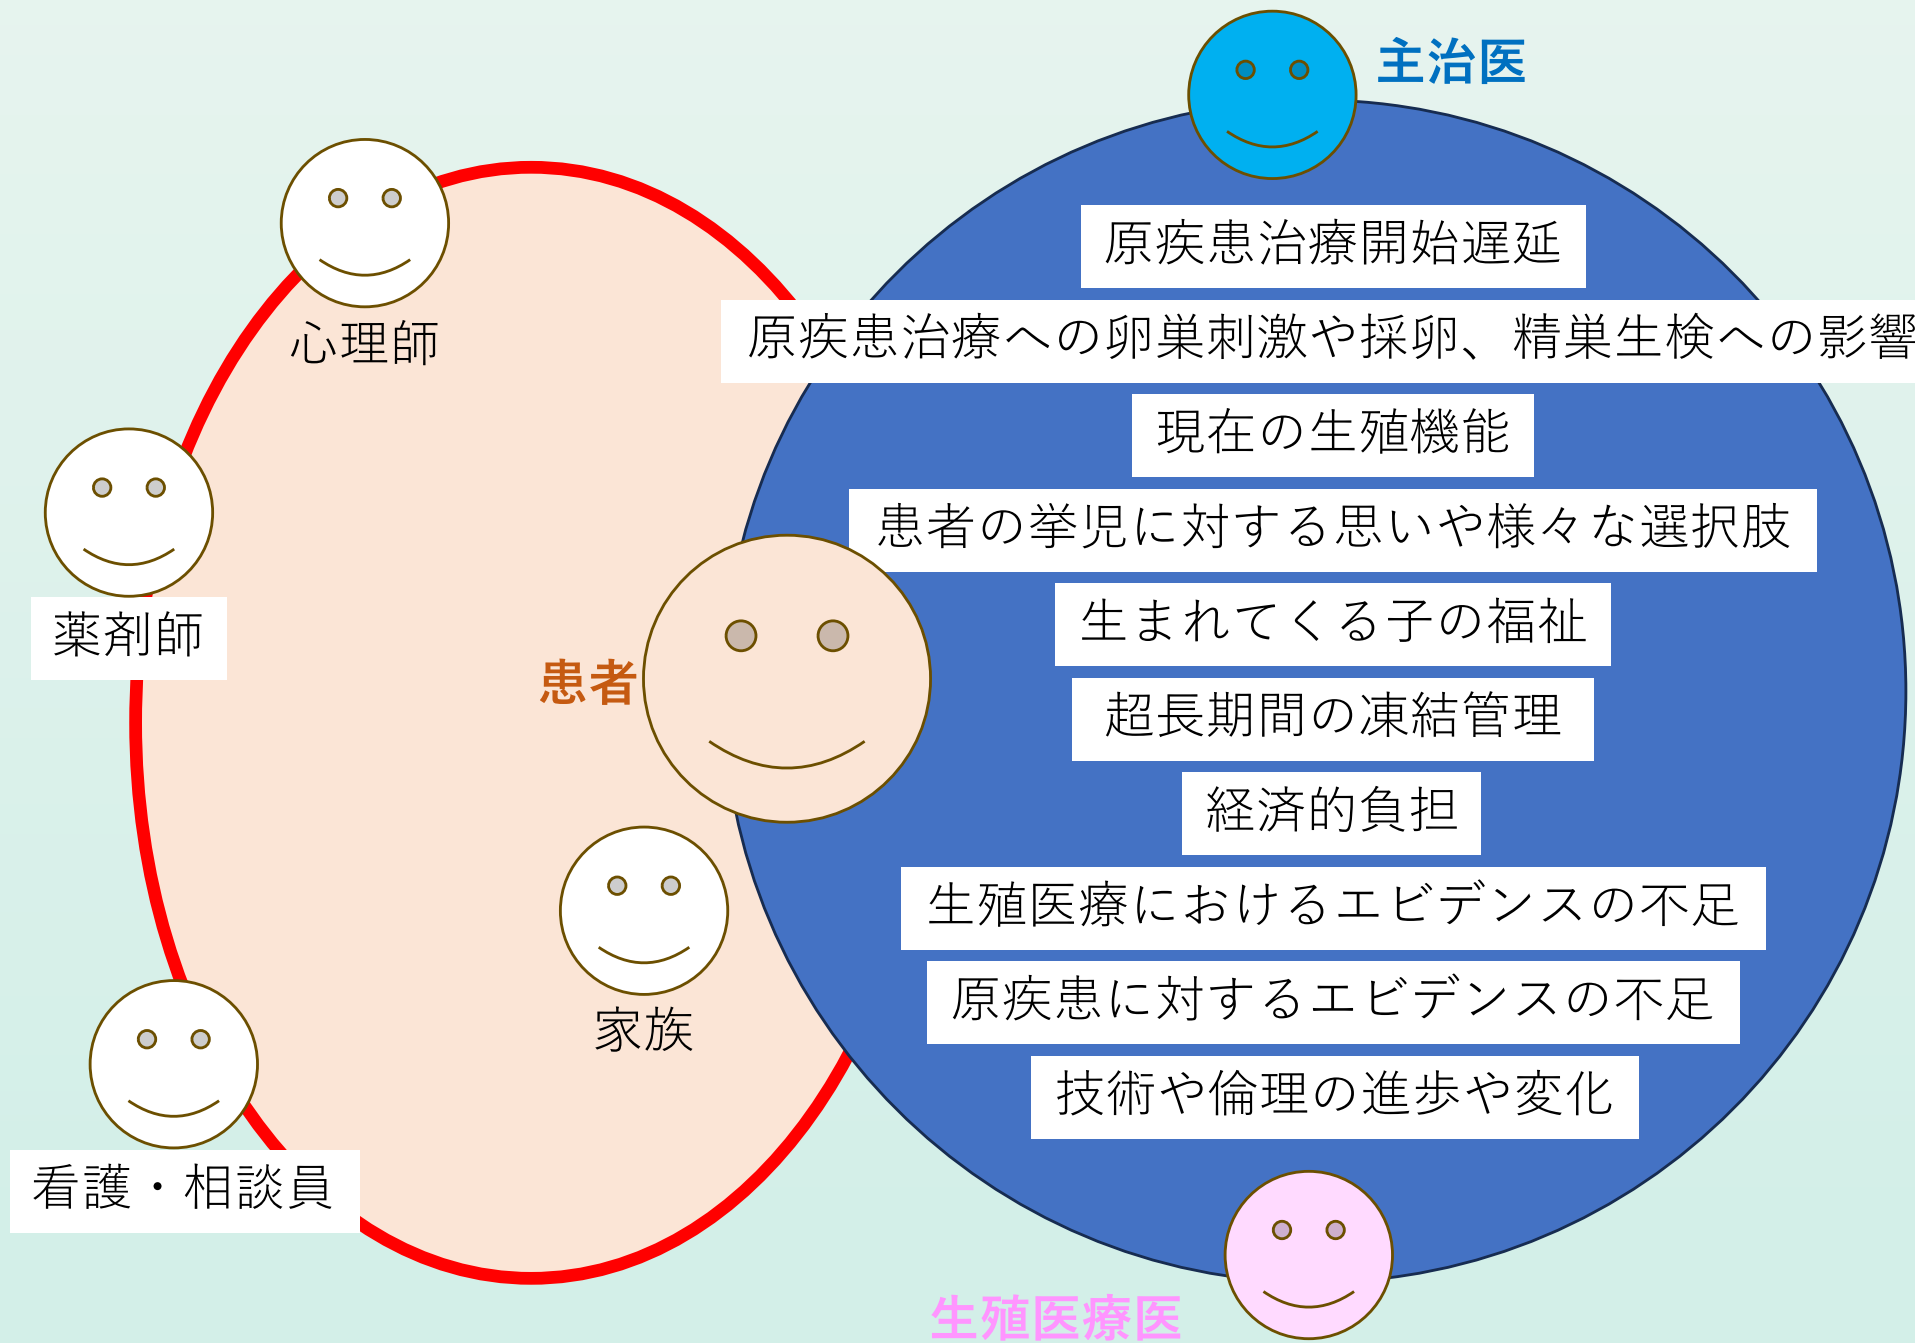 主治医
原疾患治療開始遅延
原疾患治療への卵巣刺激や採卵、精巣生検への影響
現在の生殖機能
患者の挙児に対する思いや様々な選択肢
生まれてくる子の福祉
超長期間の凍結管理
経済的負担
生殖医療におけるエビデンスの不足
原疾患に対するエビデンスの不足
技術や倫理の進歩や変化
生殖医療医
心理師
薬剤師
患者
家族
看護・相談員